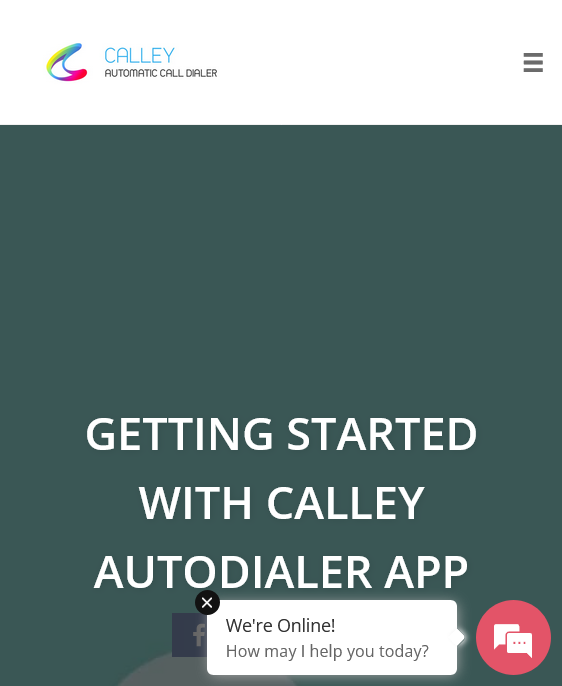 CALLEY
AUTOMATIC CALL DIALER
GETTING STARTED
WITH CALLEY
AUTODIALER APP
We're Online!
How may I help you today?